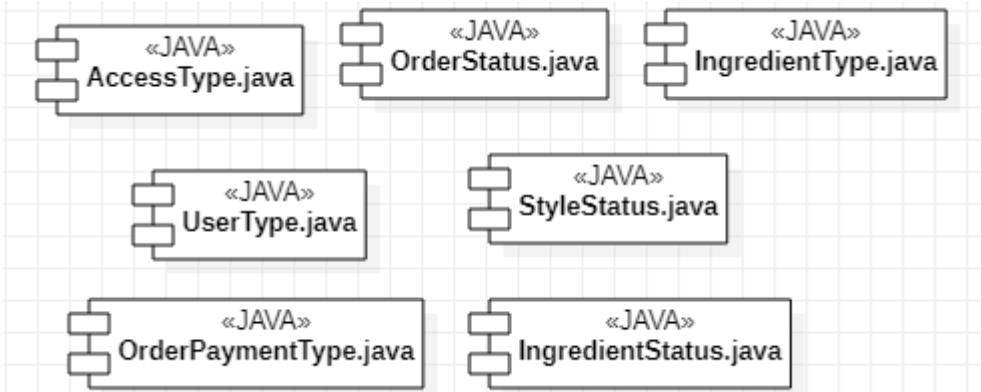 «JAVA»
AccessType.java
«JAVA»
OrderStatus.java
«JAVA»
IngredientType.java
«JAVA»
UserType.java
«JAVA»
StyleStatus.java
«JAVA»
OrderPaymentType.java
«JAVA»
IngredientStatus.java